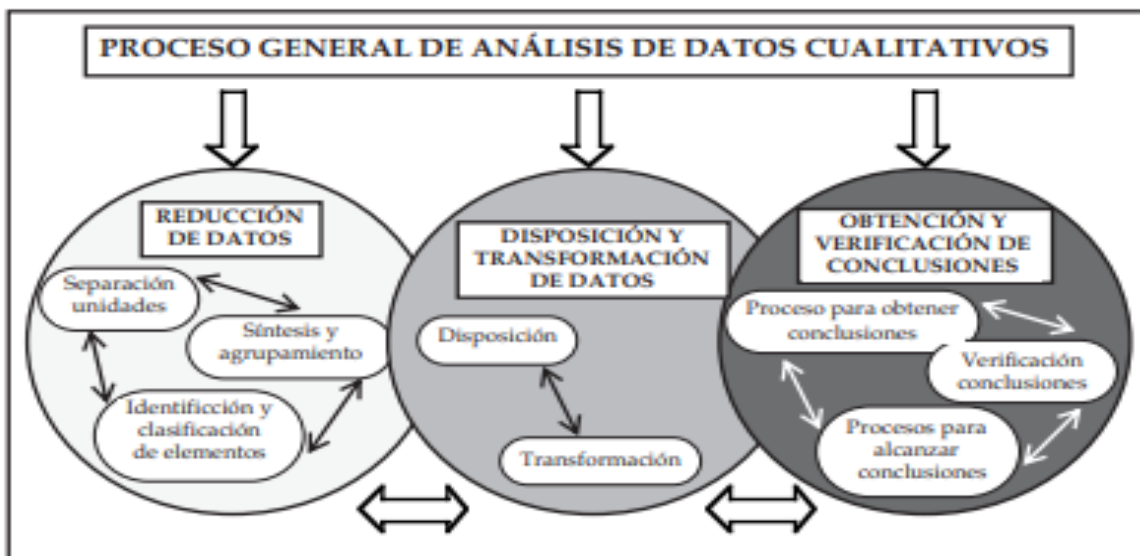 PROCESO GENERAL DE ANÁLISIS DE DATOS CUALITATIVOS
REDUCCIÓN
DE DATOS
Separación
unidades
Síntesis y
agrupamiento
Identificción y
clasificación
de elementos
DISPOSICIÓN Y
TRANSFORMACIÓN
DE DATOS
Disposición
Transformación
OBTENCIÓN Y
VERIFICACIÓN DE
CONCLUSIONES
Proceso para obtener
conclusiones
Verificación
conclusiones
Procesos para
alcanzar
conclusiones